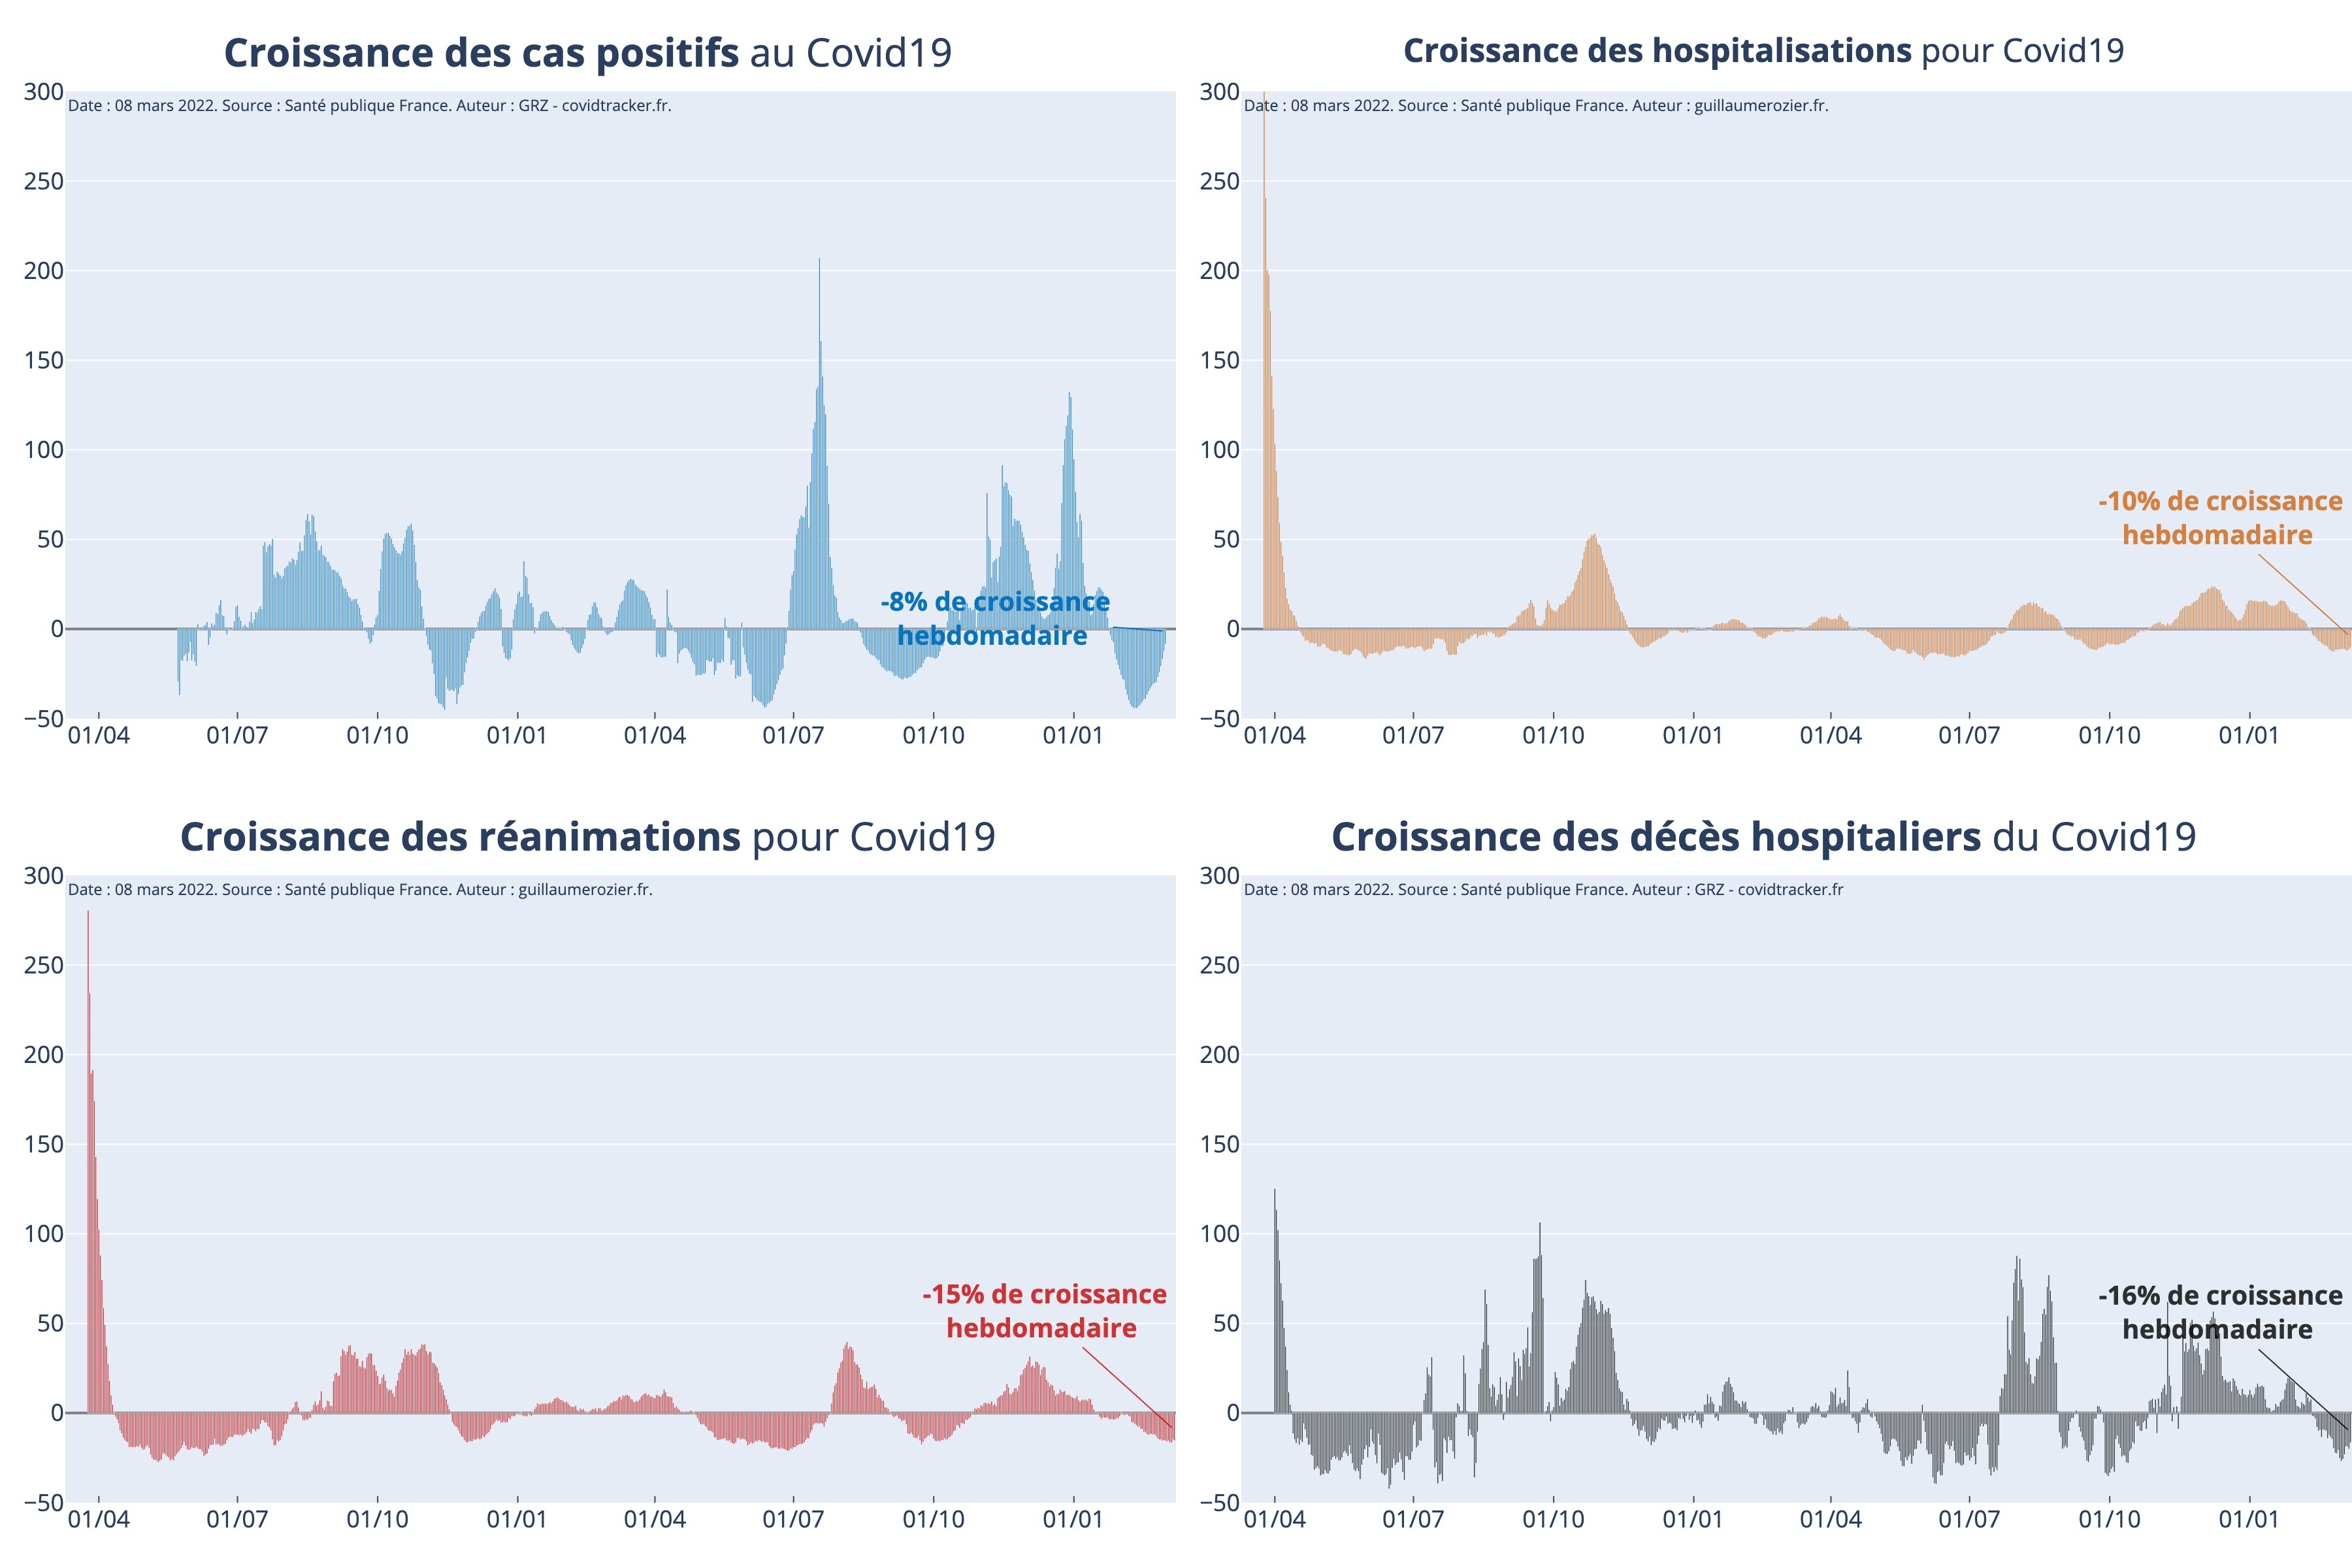 Croissance des cas positifs au Covid19
Date : 08 mars 2022. Source : Santé publique France. Auteur : GRZ - covidtracker.fr.
300
250
200
150
100
50
0
−50
-8% de croissance
hebdomadaire
01/04 01/07 01/10 01/01 01/04 01/07 01/10 01/01
Croissance des hospitalisations pour Covid19
Date : 08 mars 2022. Source : Santé publique France. Auteur : guillaumerozier.fr.
300
250
200
150
100
50
0
−50
-10% de croissance
hebdomadaire
01/04 01/07 01/10 01/01 01/04 01/07 01/10 01/01
Croissance des réanimations pour Covid19
Date : 08 mars 2022. Source : Santé publique France. Auteur : guillaumerozier.fr.
300
250
200
150
100
50
0
−50
-15% de croissance
hebdomadaire
01/04 01/07 01/10 01/01 01/04 01/07 01/10 01/01
Croissance des décès hospitaliers du Covid19
Date : 08 mars 2022. Source : Santé publique France. Auteur : GRZ - covidtracker.fr
300
250
200
150
100
50
0
−50
-16% de croissance
hebdomadaire
01/04 01/07 01/10 01/01 01/04 01/07 01/10 01/01